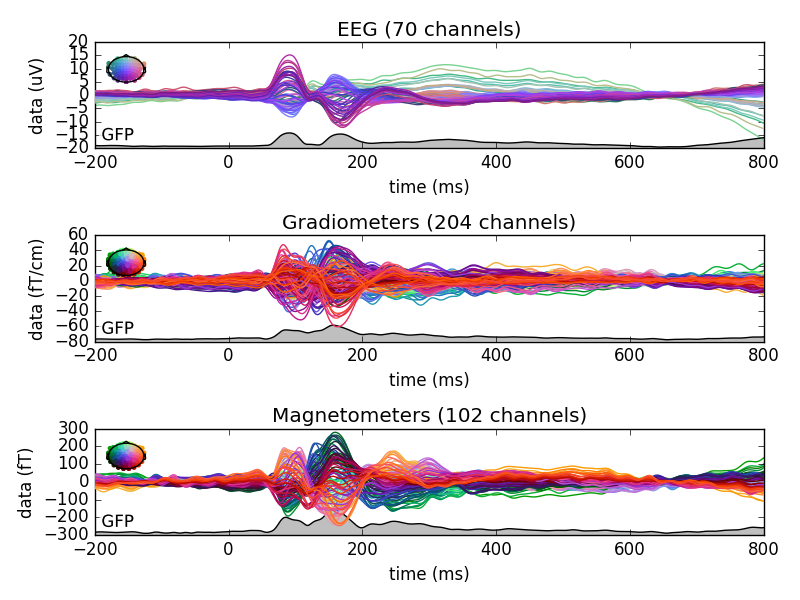 EEG (70 channels)
20
15
10
5
0
−5
−10
−15
−20
data (uV)
GFP
−200 0 200 400 600 800
time (ms)
Gradiometers (204 channels)
60
40
20
0
−20
−40
−60
−80
data (fT/cm)
GFP
−200 0 200 400 600 800
time (ms)
Magnetometers (102 channels)
300
200
100
0
−100
−200
−300
data (fT)
GFP
−200 0 200 400 600 800
time (ms)